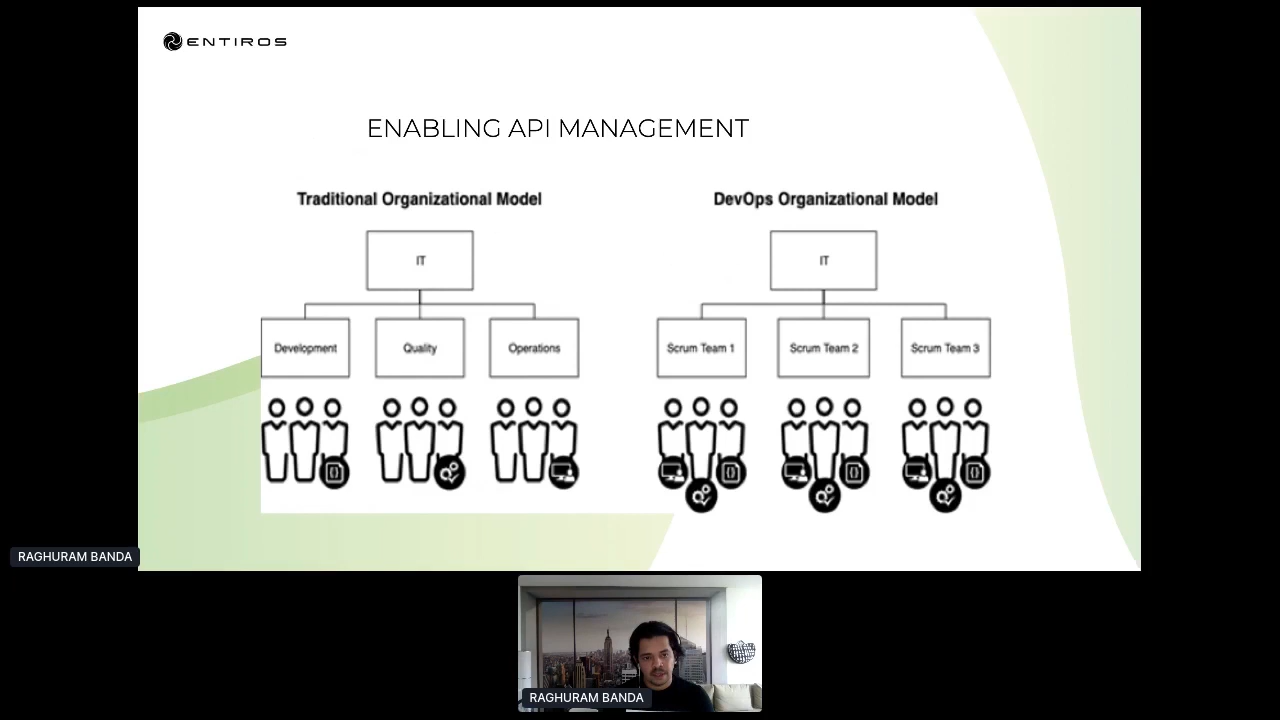 ENTIROS
ENABLING API MANAGEMENT
Traditional Organizational Model
DevOps Organizational Model
IT
IT
Development
Quality
Operations
Scrum Team 1
Scrum Team 2
Scrum Team 3
RAGHURAM BANDA
RAGHURAM BANDA